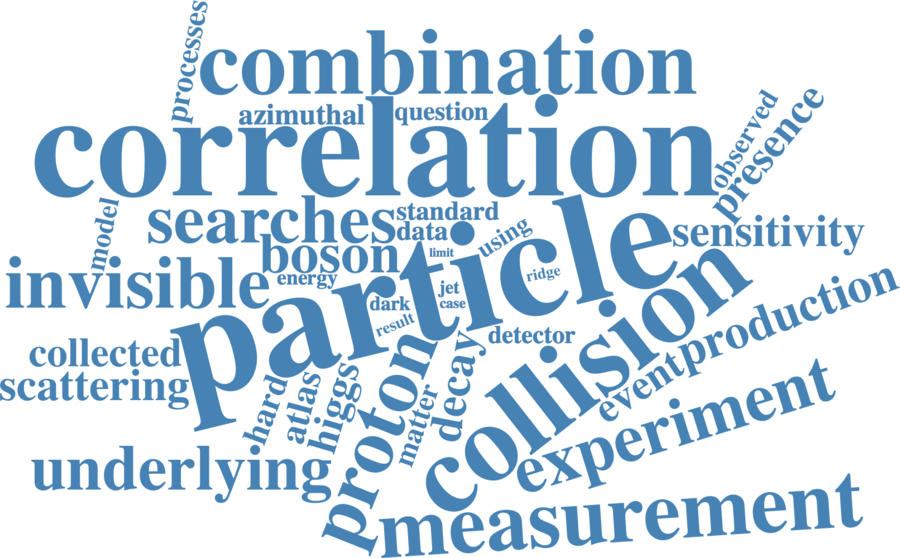 processes
combination
azimuthal
question
correlation
observed
presence
model
searches
standard
data
using
sensitivity
boson
limit
invisible
energy
particle
ridge
jet
dark
case
result
collision
production
detector
collected
scattering
hard
atlas
higgs
proton
matter
decay
event
experiment
underlying
measurement